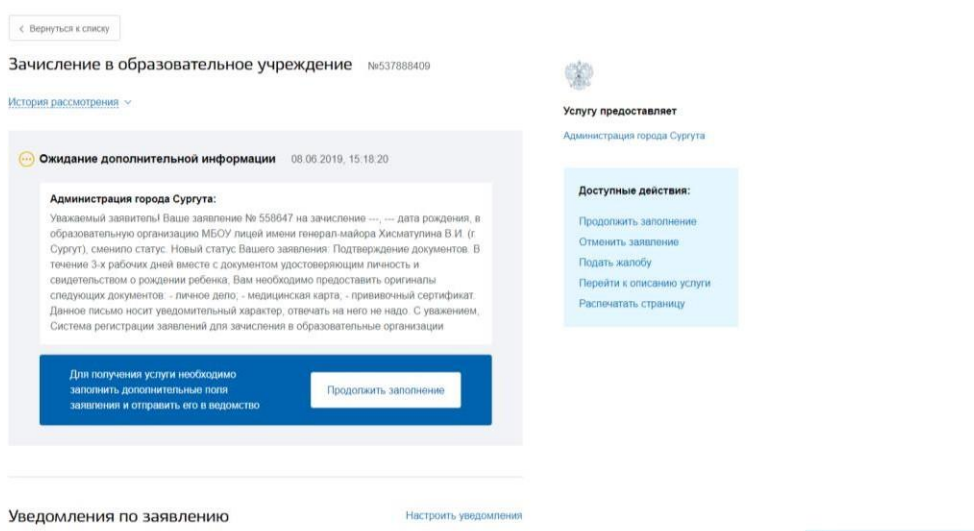 Вернуться к списку
Зачисление в образовательное учреждение №537888409
История рассмотрения
Ожидание дополнительной информации 08.06.2019, 15:18:20
Администрация города Сургута:
Уважаемый заявитель! Ваше заявление № 558647 на зачисление ---, --- дата рождения, в
образовательную организацию МБОУ лицей имени генерал-майора Хисматулина В.И. (г.
Сургут), сменило статус. Новый статус Вашего заявления: Подтверждение документов. В
течение 3-х рабочих дней вместе с документом удостоверяющим личность и
свидетельством о рождении ребенка, Вам необходимо предоставить оригиналы
следующих документов: - личное дело, - медицинская карта, - прививочный сертификат.
Данное письмо носит уведомительный характер, отвечать на него не надо. С уважением,
Система регистрации заявлений для зачисления в образовательные организации
Для получения услуги необходимо
заполнить дополнительные поля
заявления и отправить его в ведомство
Продолжить заполнение
Уведомления по заявлению
Настроить уведомления
Услугу предоставляет
Администрация города Сургута
Доступные действия:
Продолжить заполнение
Отменить заявление
Подать жалобу
Перейти к описанию услуги
Распечатать страницу